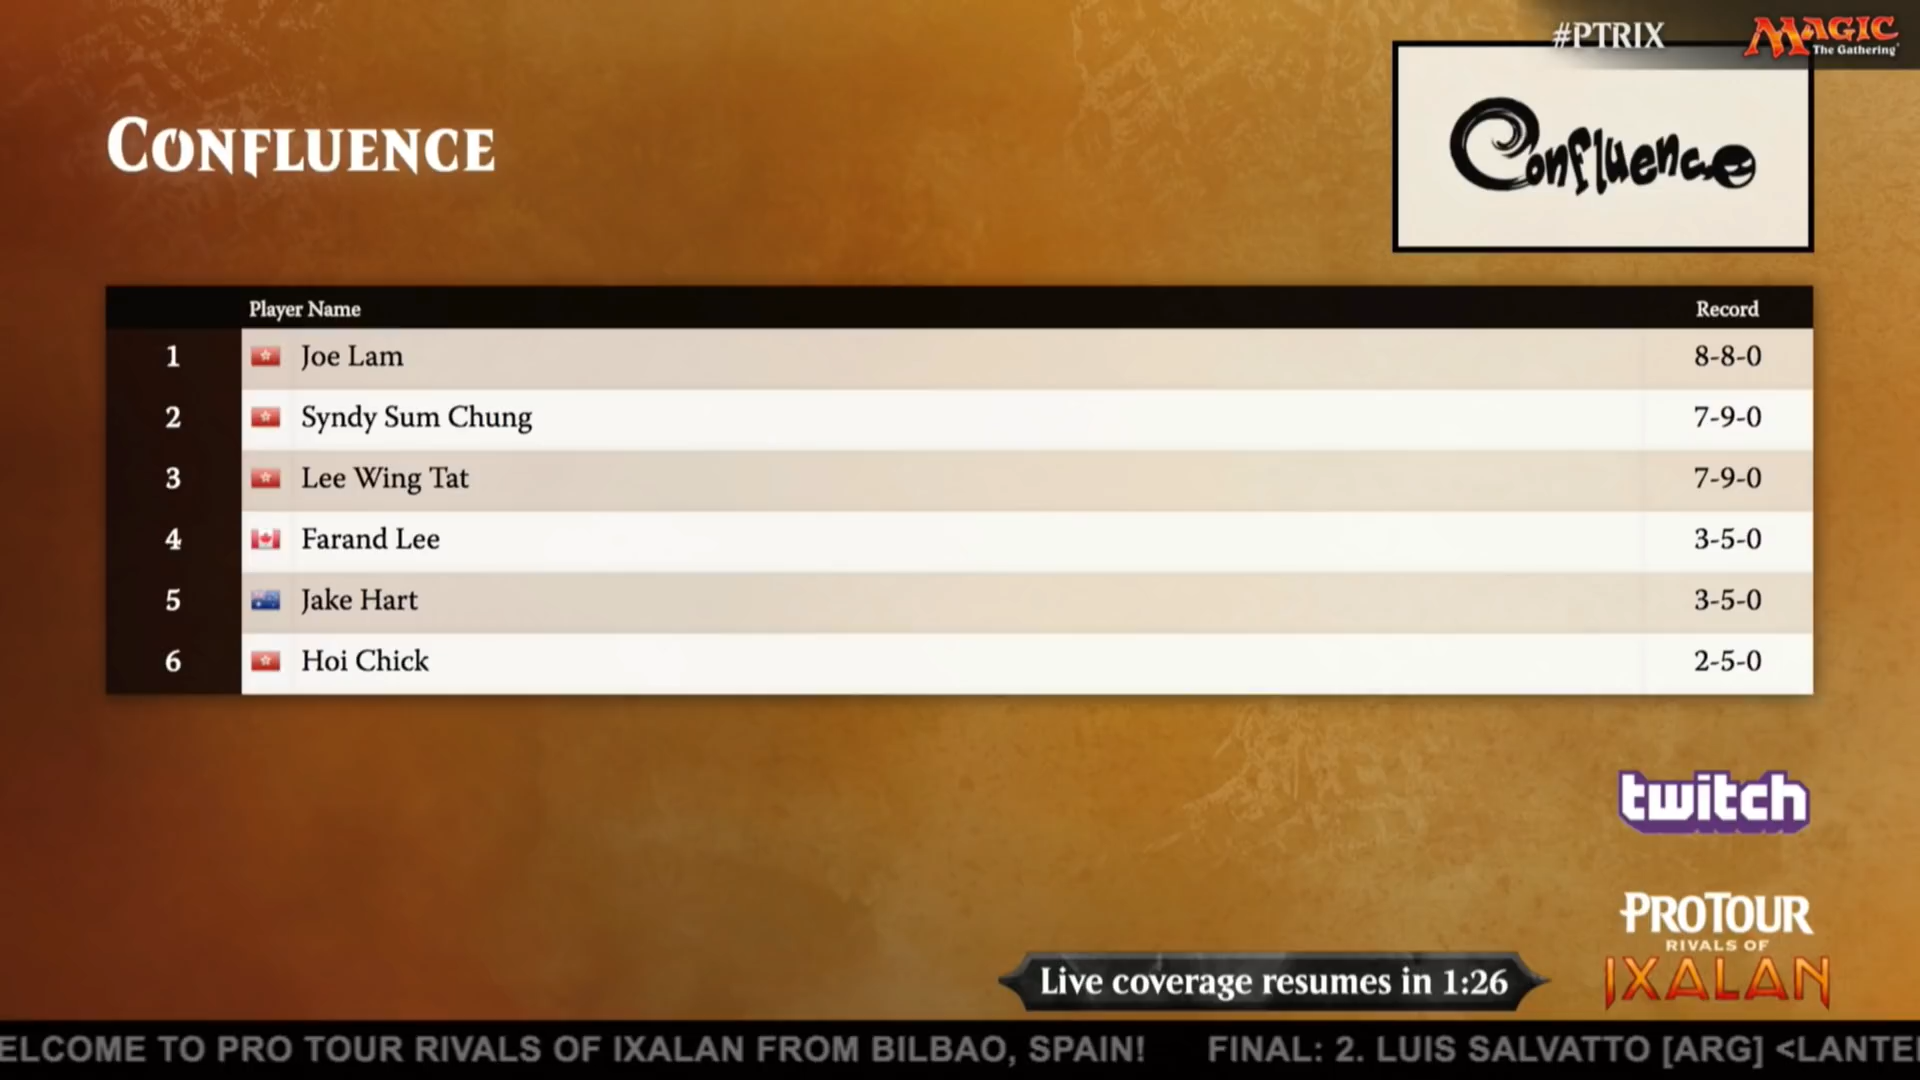 #PTRIX
MAGIC
The Gathering
CONFLUENCE
Confluence
Player Name Record
1 Joe Lam 8-8-0
2 Syndy Sum Chung 7-9-0
3 Lee Wing Tat 7-9-0
4 Farand Lee 3-5-0
5 Jake Hart 3-5-0
6 Hoi Chick 2-5-0
twitch
PRO TOUR
RIVALS OF
IXALAN
Live coverage resumes in 1:26
ELCOME TO PRO TOUR RIVALS OF IXALAN FROM BILBAO, SPAIN! FINAL: 2. LUIS SALVATTO [ARG] <LANTE